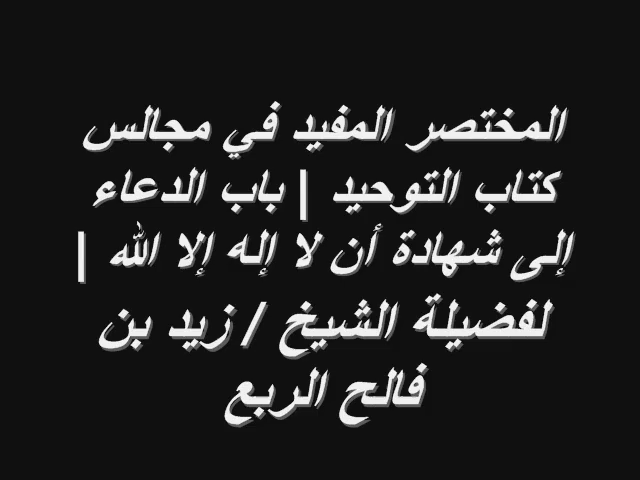 المختصر المفيد في مجالس
كتاب التوحيد | باب الدعاء
إلى شهادة أن لا إله إلا الله |
لفضيلة الشيخ / زيد بن
فالح الربع